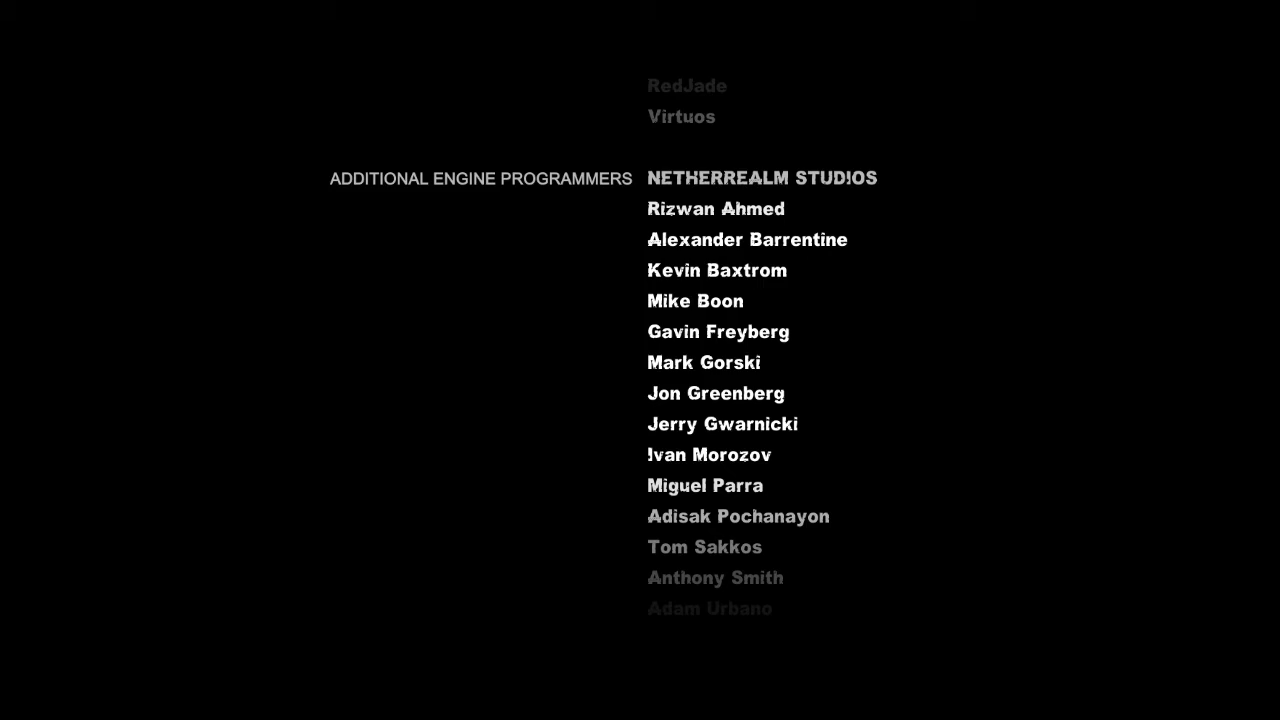 RedJade
Virtuos
ADDITIONAL ENGINE PROGRAMMERS NETHERREALM STUDIOS
Rizwan Ahmed
Alexander Barrentine
Kevin Baxtrom
Mike Boon
Gavin Freyberg
Mark Gorski
Jon Greenberg
Jerry Gwarnicki
Ivan Morozov
Miguel Parra
Adisak Pochanayon
Tom Sakkos
Anthony Smith
Adam Urbano